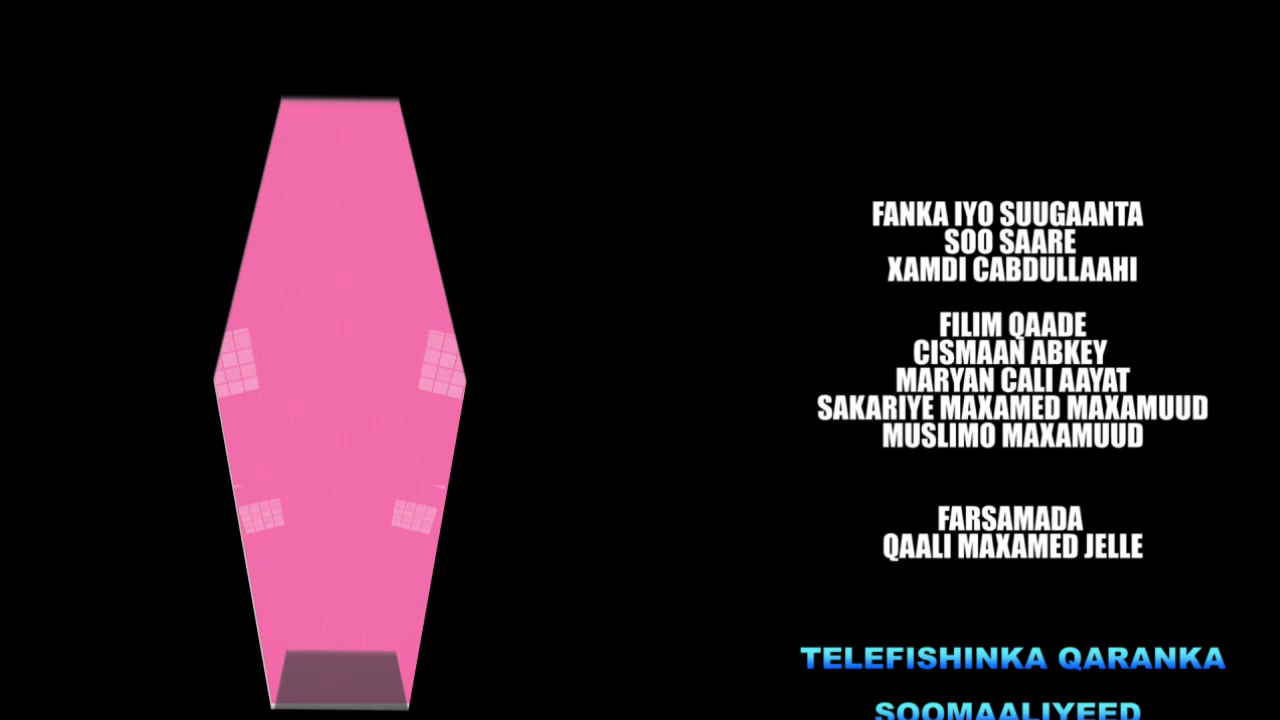 FANKA IYO SUUGAANTA
SOO SAARE
XAMDI CABDULLAAHI
FILIM QAADE
CISMAAN ABKEY
MARYAN CALI AAYAT
SAKARIYE MAXAMED MAXAMUUD
MUSLIMO MAXAMUUD
FARSAMADA
QAALI MAXAMED JELLE
TELEFISHINKA QARANKA
SOOMAALIYEED